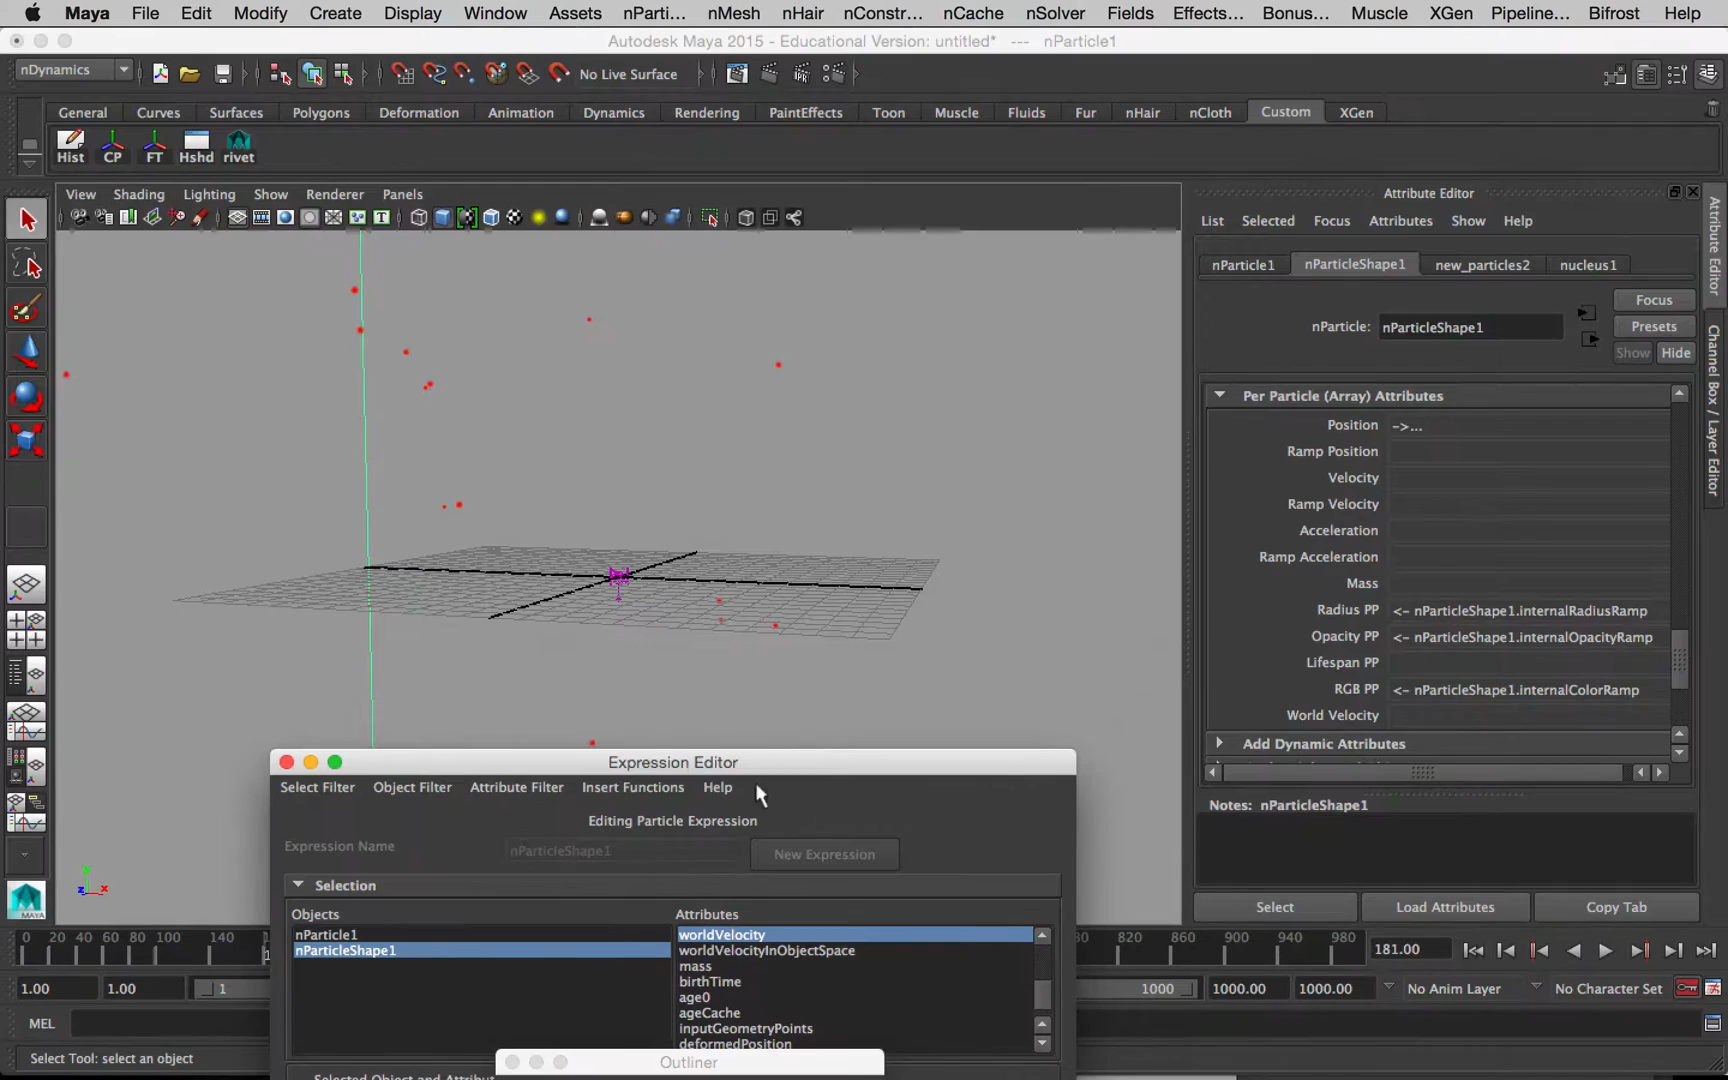 Maya File Edit Modify Create Display Window Assets nParti... nMesh nHair nConstr... nCache nSolver Fields Effects... Bonus... Muscle XGen Pipeline... Bifrost Help
Autodesk Maya 2015 - Educational Version: untitled* --- nParticle1
nDynamics No Live Surface
General Curves Surfaces Polygons Deformation Animation Dynamics Rendering PaintEffects Toon Muscle Fluids Fur nHair nCloth Custom XGen
Hist CP FT Hshd rivet
View Shading Lighting Show Renderer Panels
Attribute Editor
List Selected Focus Attributes Show Help
nParticle1 nParticleShape1 new_particles2 nucleus1
Focus
nParticle: nParticleShape1 Presets
Show Hide
Per Particle (Array) Attributes
Position ->...
Ramp Position
Velocity
Ramp Velocity
Acceleration
Ramp Acceleration
Mass
Radius PP <- nParticleShape1.internalRadiusRamp
Opacity PP <- nParticleShape1.internalOpacityRamp
Lifespan PP
RGB PP <- nParticleShape1.internalColorRamp
World Velocity
Add Dynamic Attributes
Notes: nParticleShape1
Select Load Attributes Copy Tab
Attribute Editor
Channel Box / Layer Editor
Expression Editor
Select Filter Object Filter Attribute Filter Insert Functions Help
Editing Particle Expression
Expression Name nParticleShape1 New Expression
Selection
Objects Attributes
nParticle1 worldVelocity
nParticleShape1 worldVelocityInObjectSpace
mass
birthTime
age0
ageCache
inputGeometryPoints
deformedPosition
Outliner
y
z x
MAYA
0 20 40 60 80 100 140 1 80 820 860 900 940 980 181.00
1.00 1.00 1 1000 1000.00 1000.00 No Anim Layer No Character Set
MEL
Select Tool: select an object